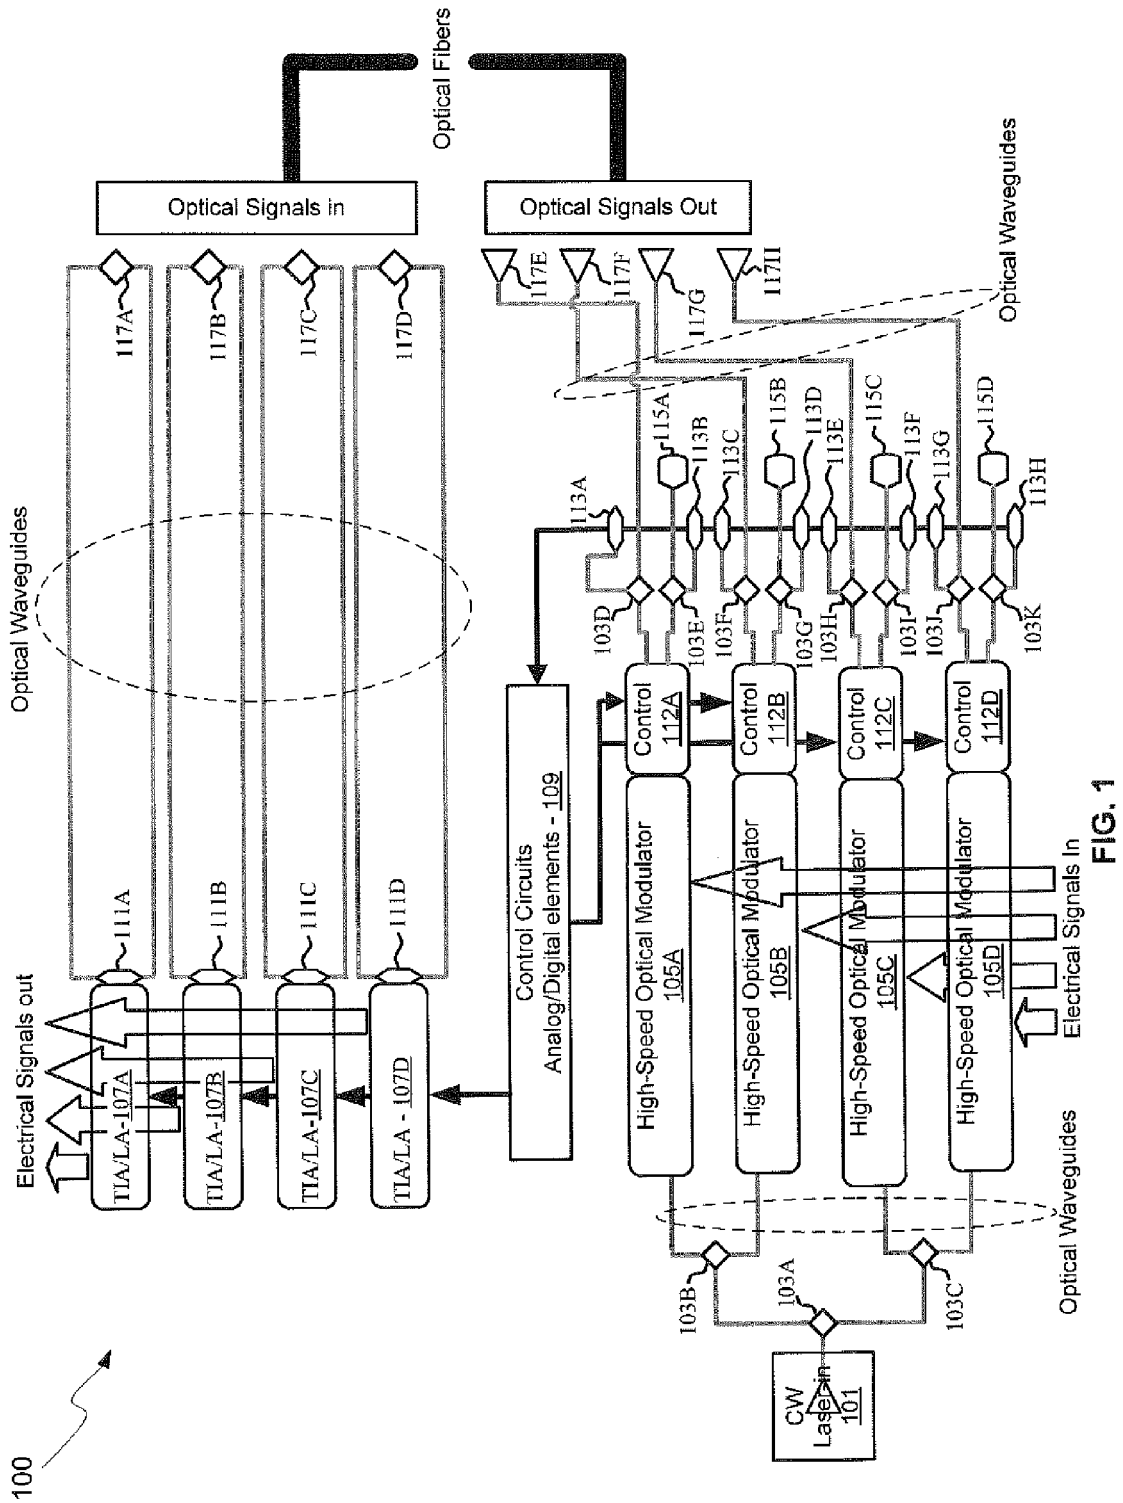 100
Electrical Signals out
TIA/LA-107A
TIA/LA-107B
TIA/LA-107C
TIA/LA - 107D
111A
111B
111C
111D
Optical Waveguides
117A
117B
117C
117D
Optical Signals in
Optical Fibers
Optical Signals Out
117E
117F
117G
117H
Optical Waveguides
Control Circuits
Analog/Digital elements - 109
CW
Laser-in
101
103A
103B
103C
Optical Waveguides
High-Speed Optical Modulator
105A
High-Speed Optical Modulator
105B
High-Speed Optical Modulator
105C
High-Speed Optical Modulator
105D
Electrical Signals In
Control
112A
Control
112B
Control
112C
Control
112D
103D
103E
103F
103G
103H
103I
103J
103K
113A
113B
113C
113D
113E
113F
113G
113H
115A
115B
115C
115D
FIG. 1